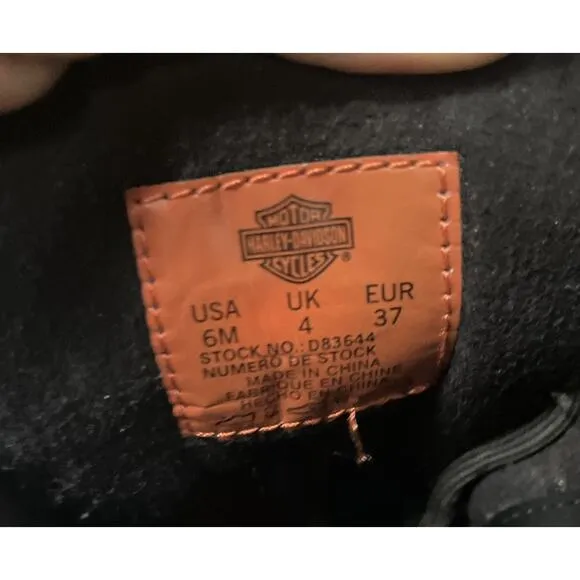 MOTOR
HARLEY-DAVIDSON
CYCLES ®
USA UK EUR
6M 4 37
STOCK NO.:D83644
NUMERO DE STOCK
MADE IN CHINA
FABRIQUE EN CHINE
HECHO EN CHINA